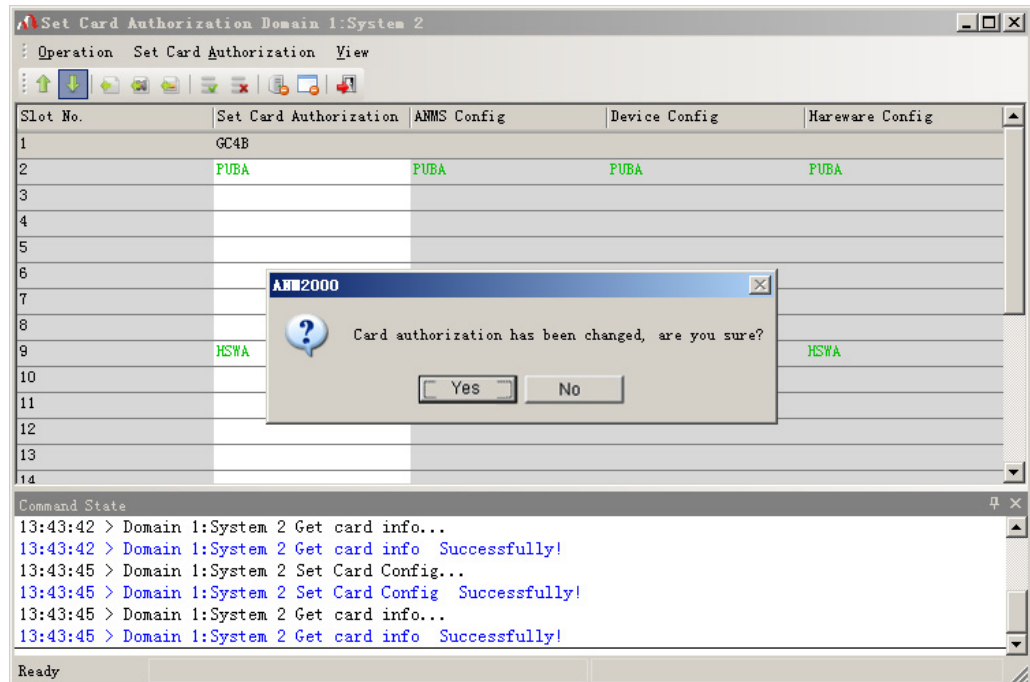 Set Card Authorization Domain 1:System 2
Operation Set Card Authorization View
Slot No. Set Card Authorization ANMS Config Device Config Hareware Config
1 GC4B
2 PUBA PUBA PUBA PUBA
3
4
5
6
ANM2000
7
8
Card authorization has been changed, are you sure?
9 HSWA HSWA
10
Yes No
11
12
13
14
Command State
13:43:42 > Domain 1:System 2 Get card info...
13:43:42 > Domain 1:System 2 Get card info Successfully!
13:43:45 > Domain 1:System 2 Set Card Config...
13:43:45 > Domain 1:System 2 Set Card Config Successfully!
13:43:45 > Domain 1:System 2 Get card info...
13:43:45 > Domain 1:System 2 Get card info Successfully!
Ready